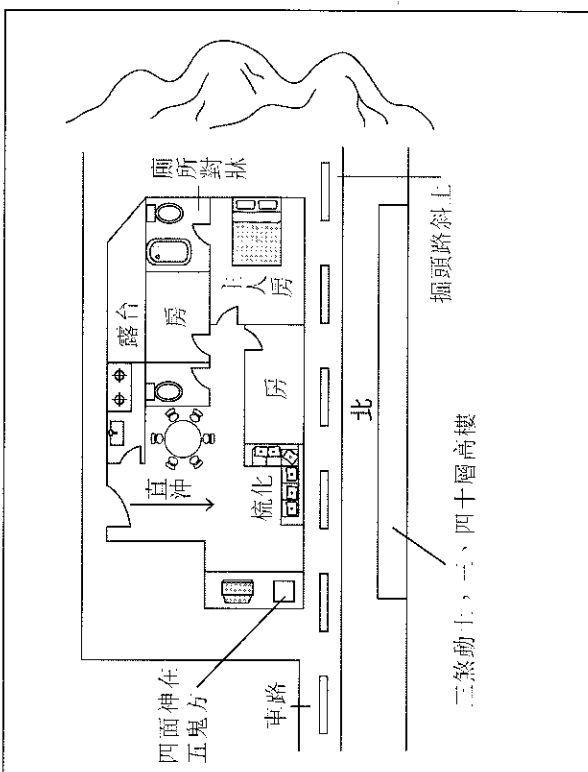 廁所對牀
露台
房
主人房
房
直沖
梳化
北
掘頭路斜上
三煞動土，三、四十層高樓
四面神在
五鬼方
車路